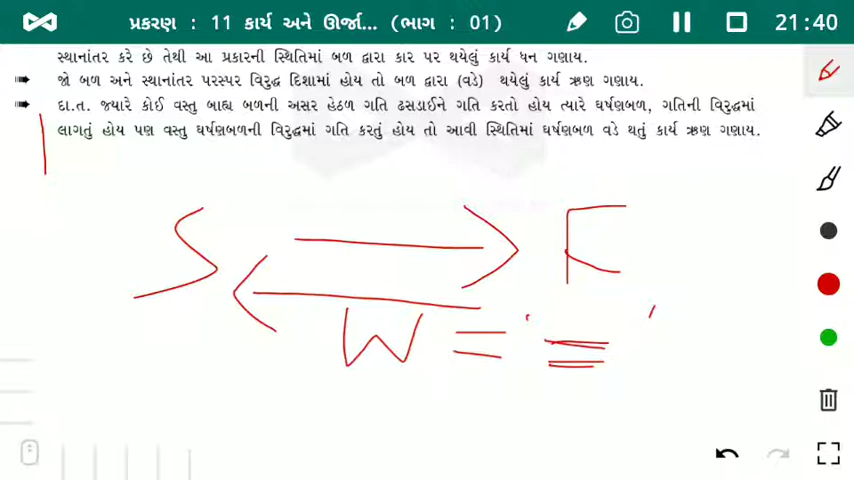 પ્રકરણ : 11 કાર્ય અને ઊર્જા... (ભાગ : 01)
21:40
સ્થાનાંતર કરે છે તેથી આ પ્રકારની સ્થિતિમાં બળ દ્વારા કાર પર થયેલું કાર્ય ધન ગણાય.
જો બળ અને સ્થાનાંતર પરસ્પર વિરુદ્ધ દિશામાં હોય તો બળ દ્વારા (વડે) થયેલું કાર્ય ઋણ ગણાય.
દા.ત. જયારે કોઈ વસ્તુ બાહ્ય બળની અસર હેઠળ ગતિ ઢસડાઈને ગતિ કરતો હોય ત્યારે ઘર્ષણબળ, ગતિની વિરુદ્ધમાં
લાગતું હોય પણ વસ્તુ ઘર્ષણબળની વિરુદ્ધમાં ગતિ કરતું હોય તો આવી સ્થિતિમાં ઘર્ષણબળ વડે થતું કાર્ય ઋણ ગણાય.
S F
W =